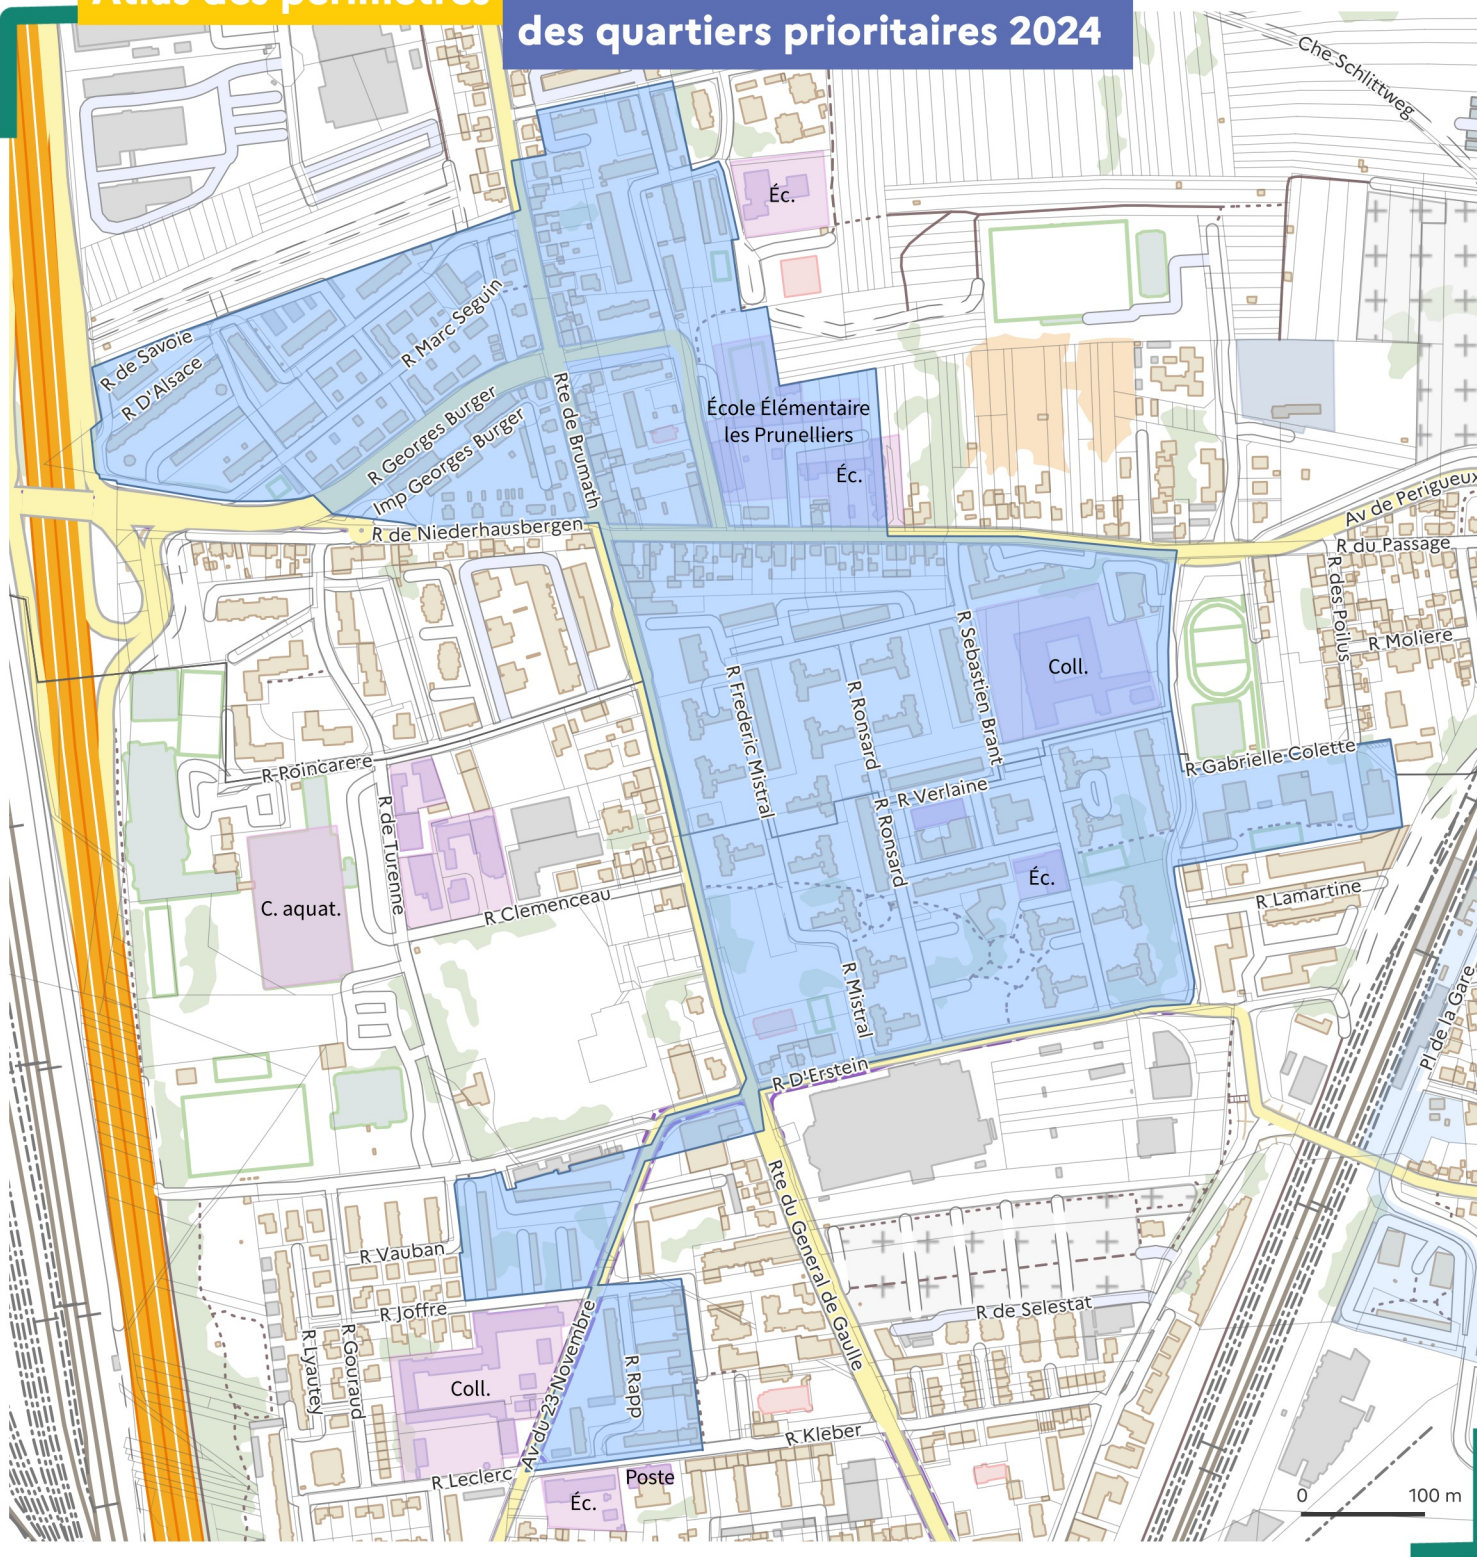 Atlas des périmètres
des quartiers prioritaires 2024
Che Schlittweg
Éc.
R de Savoie
R D'Alsace
R Marc Seguin
R Georges Burger
Imp Georges Burger
Rte de Brumath
École Élémentaire
les Prunelliers
Éc.
R de Niederhausbergen
Av de Perigueux
R du Passage
R des Poilus
R Moliere
R Sebastien Brant
Coll.
R Frederic Mistral
R Ronsard
R Gabrielle Colette
R Poincarere
R de Turenne
R Verlaine
R Ronsard
Éc.
C. aquat.
R Clemenceau
R Lamartine
R Mistral
Pl de la Gare
R D'Erstein
Rte du General de Gaulle
R Vauban
R Joffre
R de Selestat
R Lyautey
R Gouraud
Coll.
Av du 23 Novembre
R Rapp
R Kleber
R Leclerc
Poste
Éc.
0 100 m